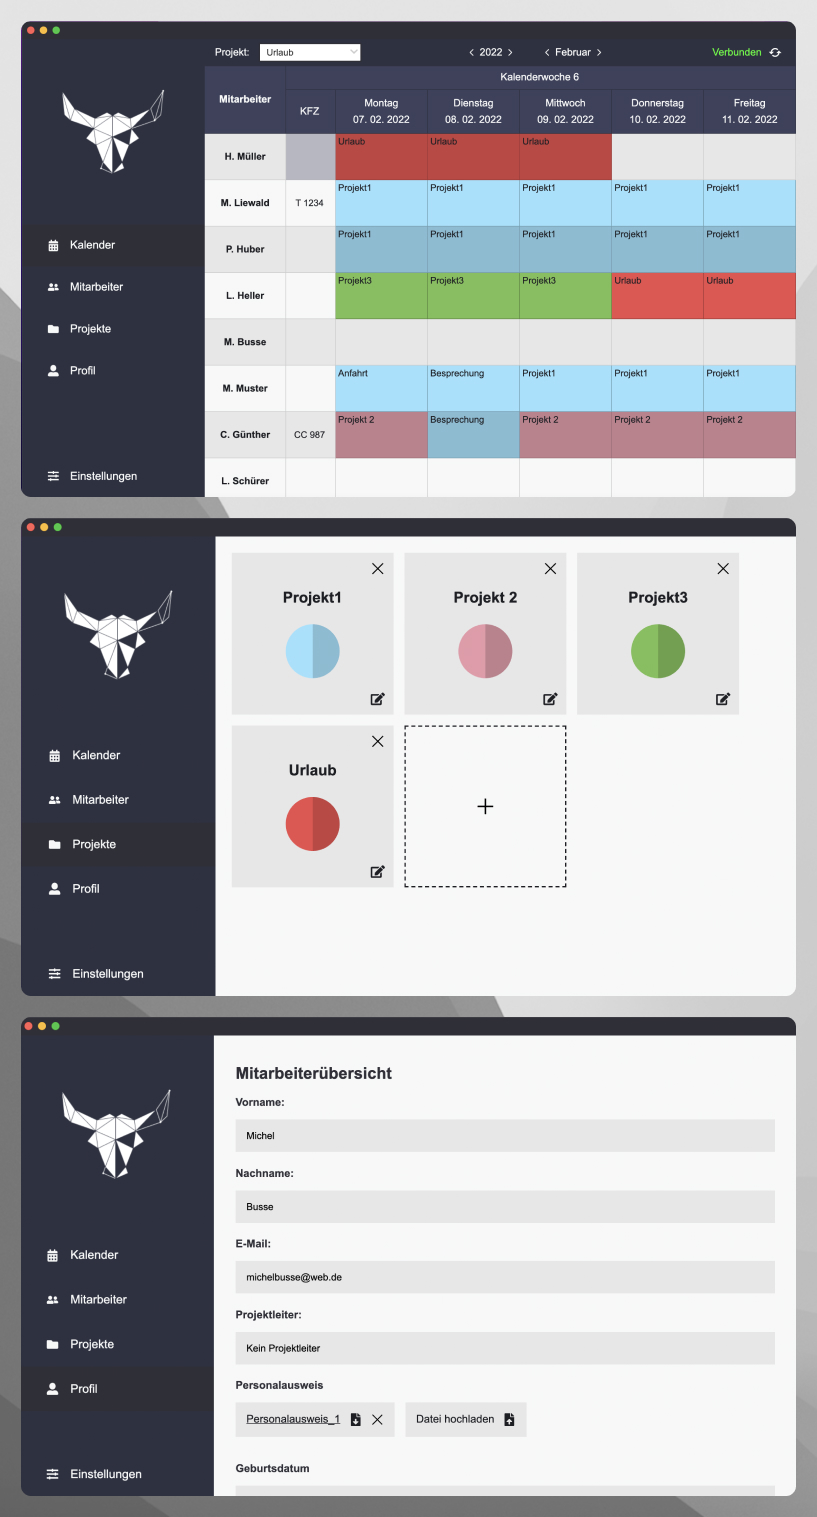 Projekt: Urlaub < 2022 > < Februar > Verbunden
Kalenderwoche 6
Mitarbeiter KFZ Montag Dienstag Mittwoch Donnerstag Freitag
07. 02. 2022 08. 02. 2022 09. 02. 2022 10. 02. 2022 11. 02. 2022
H. Müller Urlaub Urlaub Urlaub
M. Liewald T 1234 Projekt1 Projekt1 Projekt1 Projekt1 Projekt1
P. Huber Projekt1 Projekt1 Projekt1 Projekt1 Projekt1
L. Heller Projekt3 Projekt3 Projekt3 Urlaub Urlaub
M. Busse
M. Muster Anfahrt Besprechung Projekt1 Projekt1 Projekt1
C. Günther CC 987 Projekt 2 Besprechung Projekt 2 Projekt 2 Projekt 2
L. Schürer
Kalender
Mitarbeiter
Projekte
Profil
Einstellungen
Projekt1 Projekt 2 Projekt3
Urlaub
Kalender
Mitarbeiter
Projekte
Profil
Einstellungen
Mitarbeiterübersicht
Vorname:
Michel
Nachname:
Busse
E-Mail:
michelbusse@web.de
Projektleiter:
Kein Projektleiter
Personalausweis
Personalausweis_1 Datei hochladen
Geburtsdatum
Kalender
Mitarbeiter
Projekte
Profil
Einstellungen